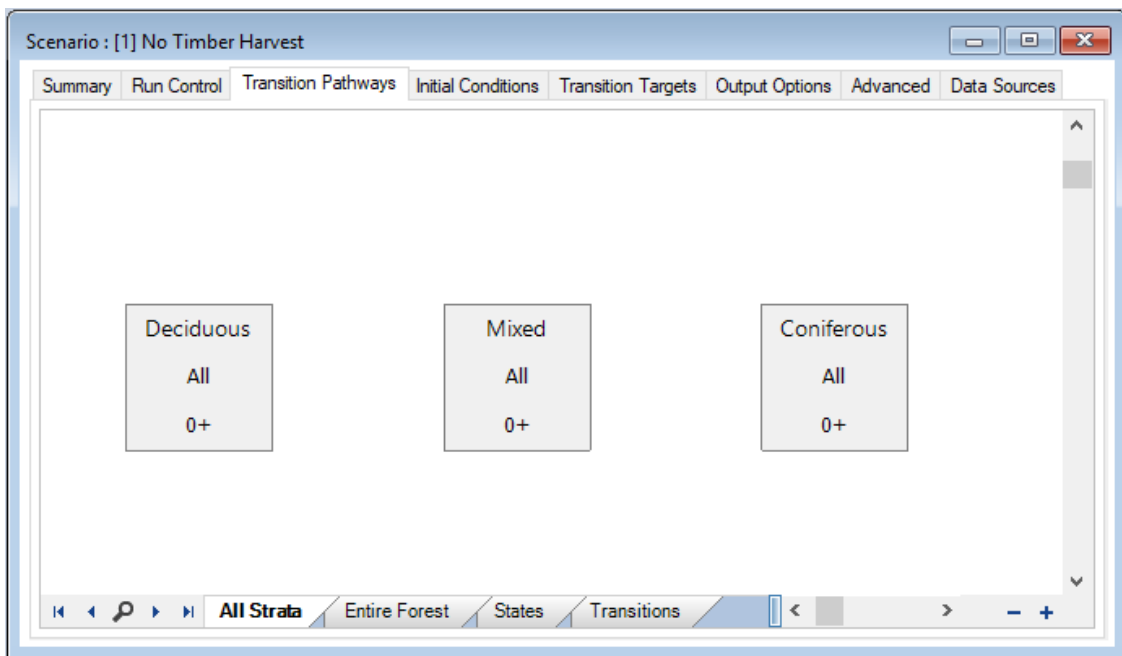 Scenario : [1] No Timber Harvest
Summary Run Control Transition Pathways Initial Conditions Transition Targets Output Options Advanced Data Sources
Deciduous Mixed Coniferous
All All All
0+ 0+ 0+
All Strata Entire Forest States Transitions